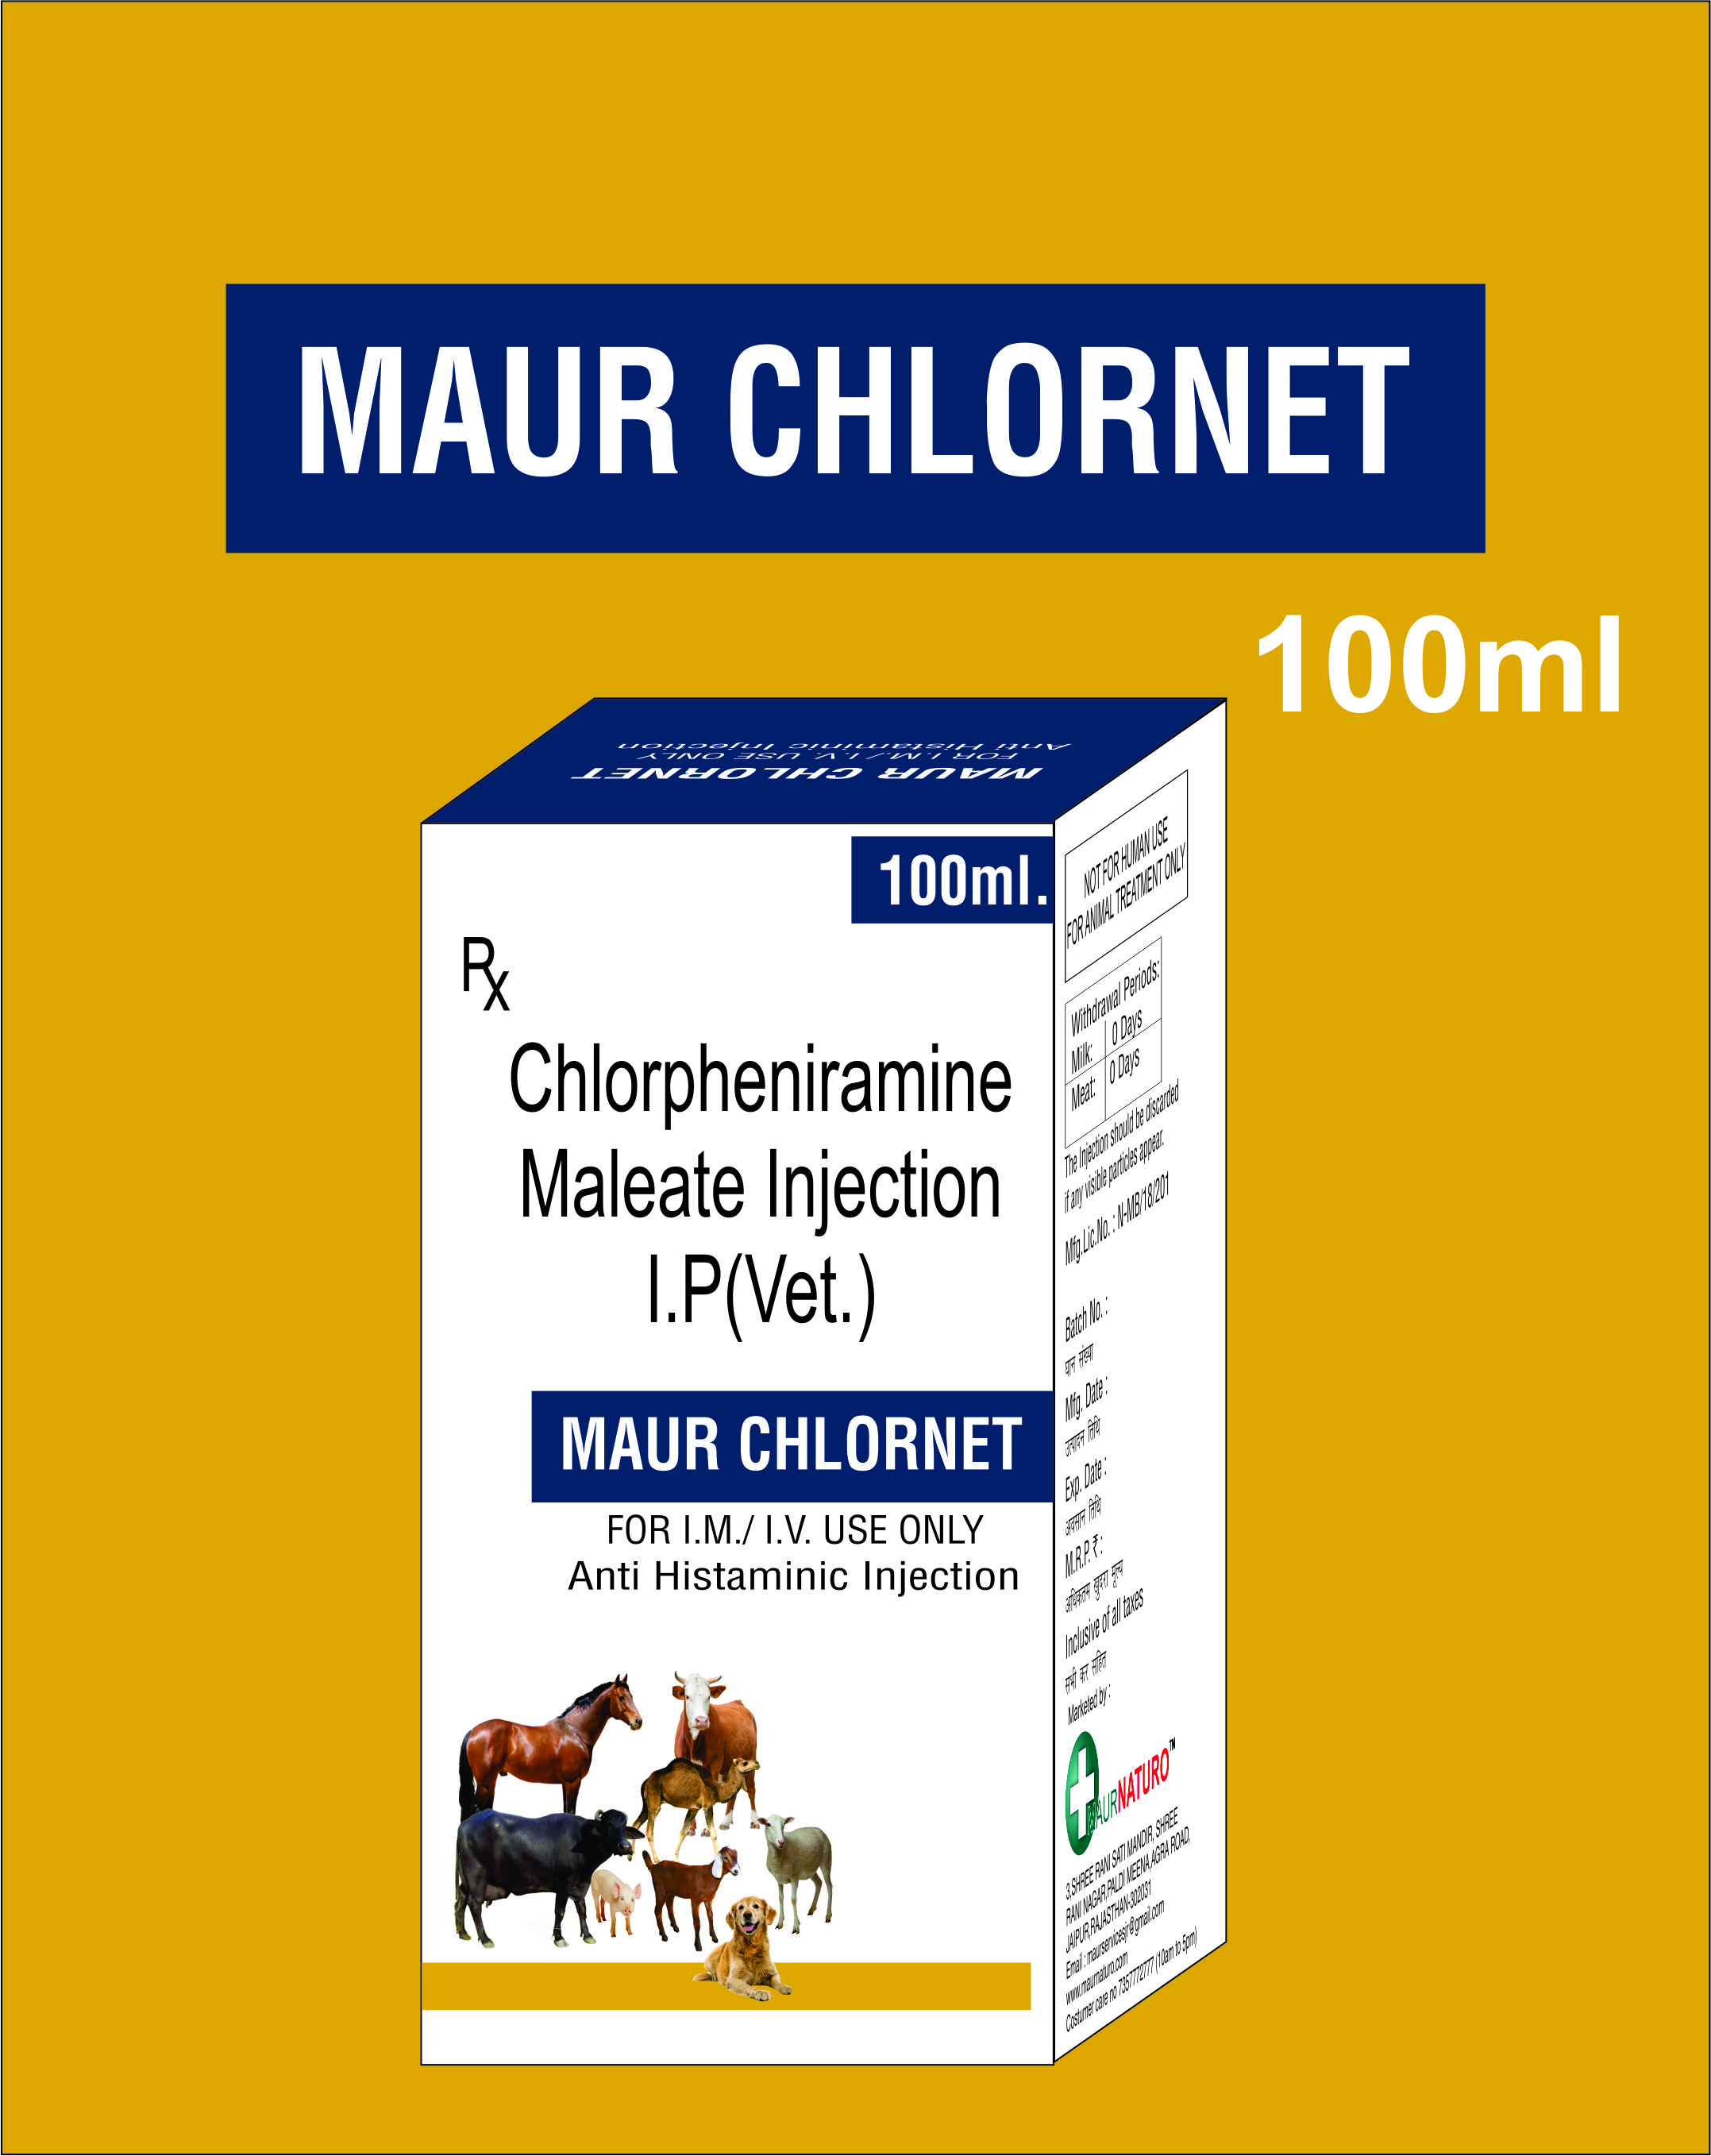 MAUR CHLORNET
100ml
MAUR CHLORNET
FOR I.M./ I.V. USE ONLY
Anti Histaminic Injection
100ml.
Rx
Chlorpheniramine
Maleate Injection
I.P(Vet.)
MAUR CHLORNET
FOR I.M./ I.V. USE ONLY
Anti Histaminic Injection
NOT FOR HUMAN USE
FOR ANIMAL TREATMENT ONLY
Withdrawal Periods:
Milk: 0 Days
Meat: 0 Days
The Injection should be discarded
if any visible particles appear.
Mfg.Lic.No. : N-MB/18/201
Batch No. :
घान संख्या
Mfg. Date :
उत्पादन तिथि
Exp. Date :
अवसान तिथि
M.R.P. ₹ :
अधिकतम खुदरा मूल्य
Inclusive of all taxes
सभी कर सहित
Marketed by :
MAURNATURO™
3,SHREE RANI SATI MANDIR, SHREE
RANI NAGAR,PALDI MEENA,AGRA ROAD,
JAIPUR,RAJASTHAN-302031
Email : maurservicesjr@gmail.com
www.maurnaturo.com
Costumer care no 7357772777 (10am to 5pm)